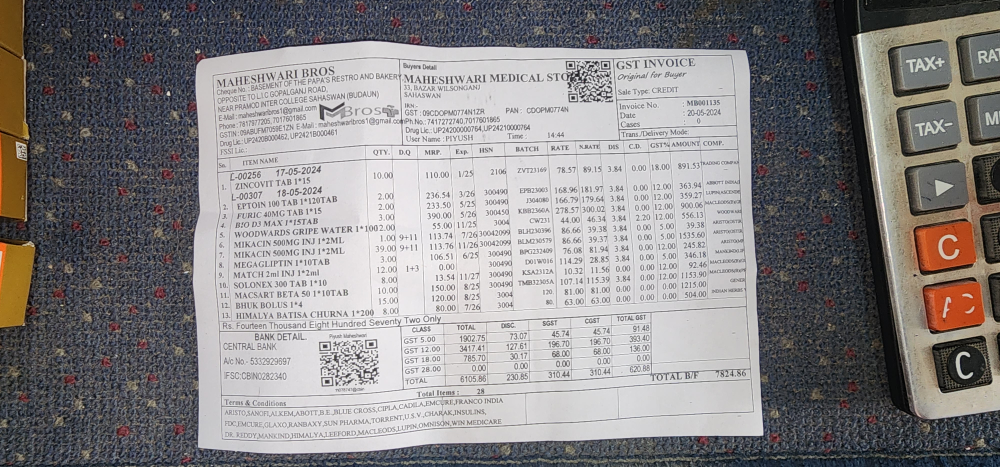 MAHESHWARI BROS
Cheque No.: BASEMENT OF THE PAPA'S RESTRO AND BAKERY
OPPOSITE TO L.I.C GOPALGANJ ROAD,
NEAR PRAMOD INTER COLLEGE SAHASWAN (BUDAUN)
E-Mail : maheshwaribros1@gmail.com
Phone : 7817977205,7017601865
GSTIN : 09ABUFM7059E1ZN E-Mail : maheshwaribros1@gmail.com
Drug Lic.: UP2420B000452,UP2421B000461
FSSI Lic.:
MBros
Buyers Detail
MAHESHWARI MEDICAL STO
33, BAZAR WILSONGANJ
SAHASWAN
GST : 09CDOPM0774N1ZR PAN : CDOPM0774N
Ph.No.: 7417272740,7017601865
Drug Lic.: UP24200000764,UP24210000764
User Name : PIYUSH Time : 14:44
GST INVOICE
Original for Buyer
Sale Type: CREDIT
Invoice No. : MB001135
Date : 20-05-2024
Cases : 0
Trans./Delivery Mode:
Sn. ITEM NAME QTY. D.Q MRP. Exp. HSN BATCH RATE N.RATE DIS C.D. GST% AMOUNT COMP.
L-00256 17-05-2024
1. ZINCOVIT TAB 1*15 10.00 110.00 1/25 2106 ZVT23169 78.57 89.15 3.84 0.00 18.00 891.53
L-00307 18-05-2024
2. EPTOIN 100 TAB 1*120TAB 2.00 236.54 3/26 300490 EPB23003 168.96 181.97 3.84 0.00 12.00 363.94
3. FURIC 40MG TAB 1*15 2.00 233.50 5/25 300490 J304080 166.79 179.64 3.84 0.00 12.00 359.27
4. BIO D3 MAX 1*15TAB 3.00 390.00 5/26 300450 KBB2360A 278.57 300.02 3.84 0.00 12.00 900.06
5. WOODWARDS GRIPE WATER 1*100 12.00 55.00 11/25 3004 CW231 44.00 46.34 3.84 2.20 12.00 556.13
6. MIKACIN 500MG INJ 1*2ML 1.00 9+11 113.74 7/26 30042099 BLHG230396 86.66 39.38 3.84 0.00 5.00 39.38
7. MIKACIN 500MG INJ 1*2ML 39.00 9+11 113.76 11/26 30042099 BLM230579 86.66 39.37 3.84 0.00 5.00 1535.60
8. MEGAGLIPTIN 1*10TAB 3.00 106.51 6/25 300490 BPG232409 76.08 81.94 3.84 0.00 12.00 245.82
9. MATCH 2ml INJ 1*2ml 12.00 1+3 0.00 300490 D01W016 114.29 28.85 3.84 0.00 5.00 346.18
10. SOLONEX 300 TAB 1*10 8.00 13.54 11/27 300490 KSA2312A 10.32 11.56 0.00 0.00 12.00 92.46
11. MACSART BETA 50 1*10TAB 10.00 150.00 8/25 300490 TMB32305A 107.14 115.39 3.84 0.00 12.00 1153.90
12. BHUK BOLUS 1*4 15.00 120.00 8/25 3004 120 81.00 81.00 0.00 0.00 0.00 1215.00
13. HIMALYA BATISA CHURNA 1*200 8.00 80.00 7/26 3004 80 63.00 63.00 0.00 0.00 0.00 504.00
Rs. Fourteen Thousand Eight Hundred Seventy Two Only
BANK DETAIL.
CENTRAL BANK
A/c No.- 5332929697
IFSC:CBIN0282340
Piyush Maheshwari
CLASS TOTAL DISC. SGST CGST TOTAL GST
GST 5.00 1902.75 73.07 45.74 45.74 91.48
GST 12.00 3417.41 127.61 196.70 196.70 393.40
GST 18.00 785.70 30.17 68.00 68.00 136.00
GST 28.00 0.00 0.00 0.00 0.00 0.00
TOTAL 6105.86 230.85 310.44 310.44 620.88
TOTAL B/F 7824.86
Total Items : 28
Terms & Conditions
ARISTO,SANOFI,ALKEM,ABOTT,B.E.,BLUE CROSS,CIPLA,CADILA,EMCURE,FRANCO INDIA
FDC,EMCURE,GLAXO,RANBAXY,SUN PHARMA,TORRENT,U.S.V.,CHARAK,INSULINS,
DR. REDDY,MANKIND,HIMALYA,LEEFORD,MACLEODS,LUPIN,OMNISON,WIN MEDICARE
TAX+
TAX-
C
C